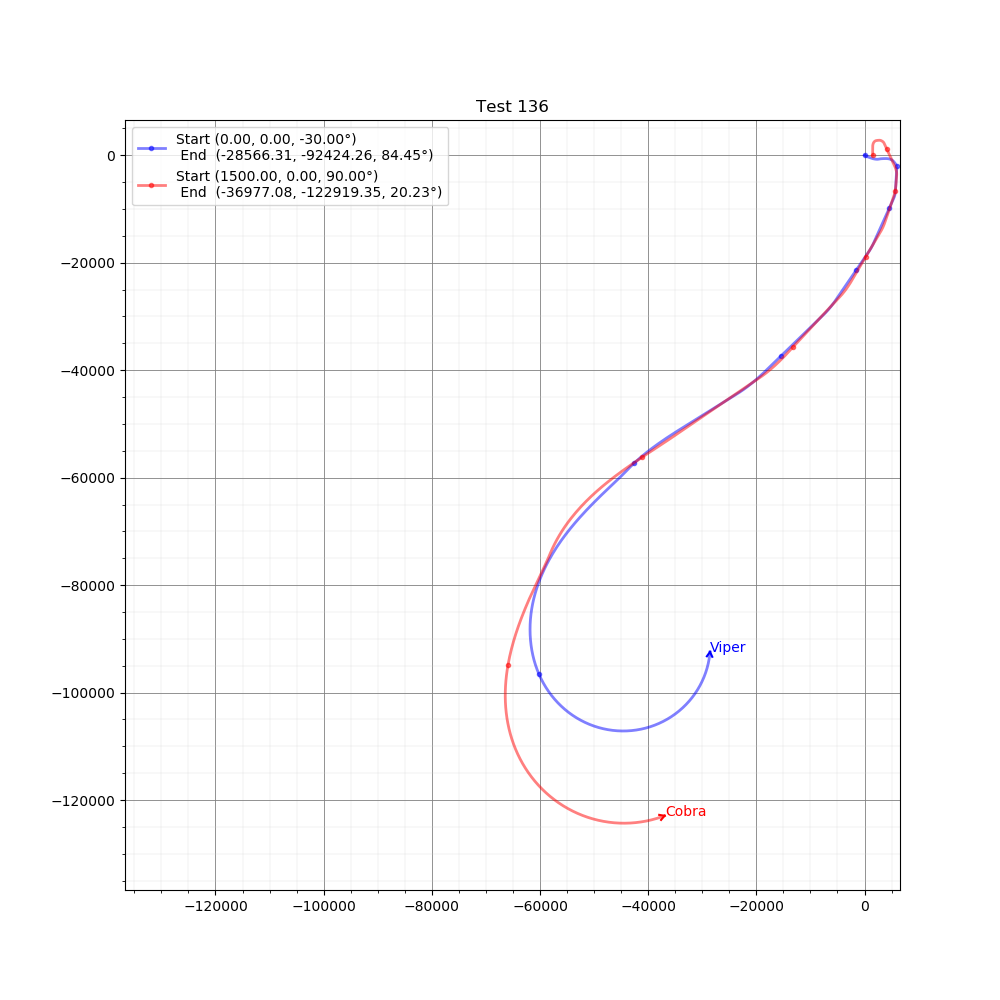 Test 136
Start (0.00, 0.00, -30.00°)
End (-28566.31, -92424.26, 84.45°)
Start (1500.00, 0.00, 90.00°)
End (-36977.08, -122919.35, 20.23°)
0
−20000
−40000
−60000
−80000
−100000
−120000
Viper
Cobra
−120000 −100000 −80000 −60000 −40000 −20000 0